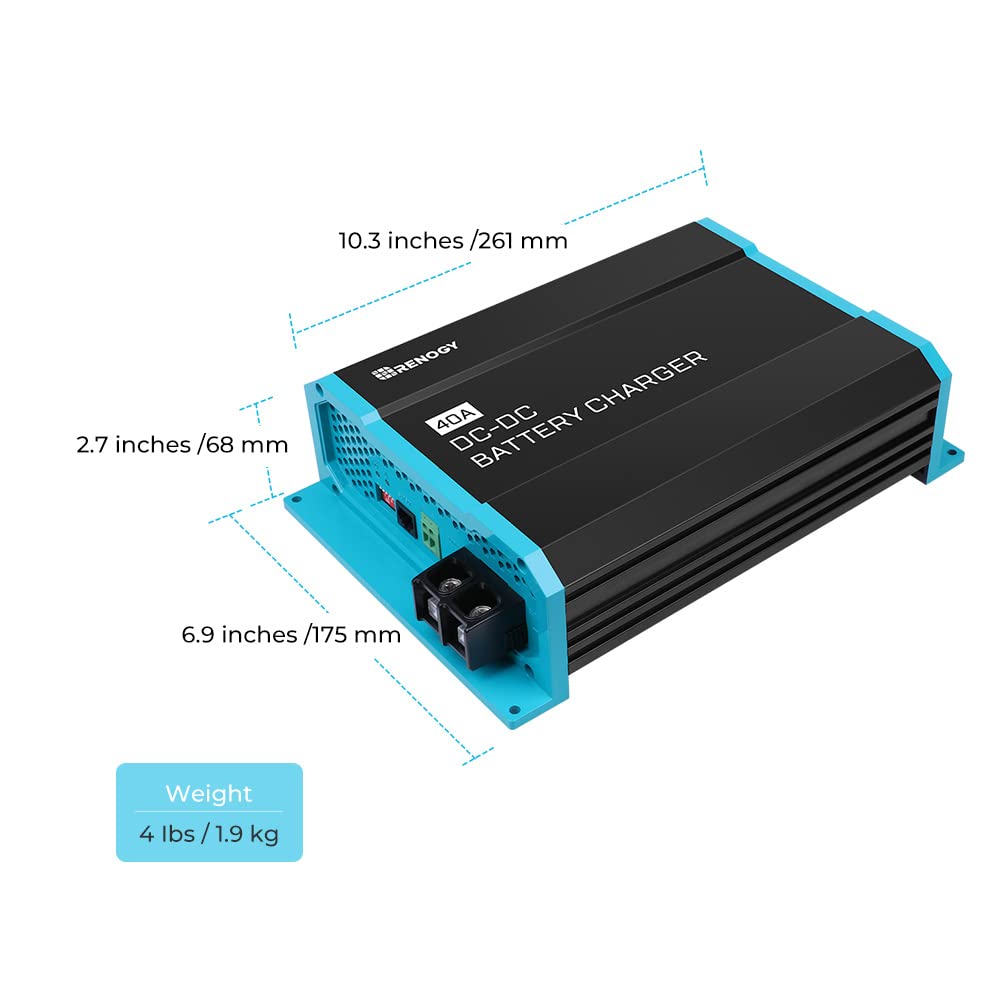 10.3 inches /261 mm
RENOGY
40A
DC-DC
BATTERY CHARGER
2.7 inches /68 mm
6.9 inches /175 mm
Weight
4 lbs / 1.9 kg